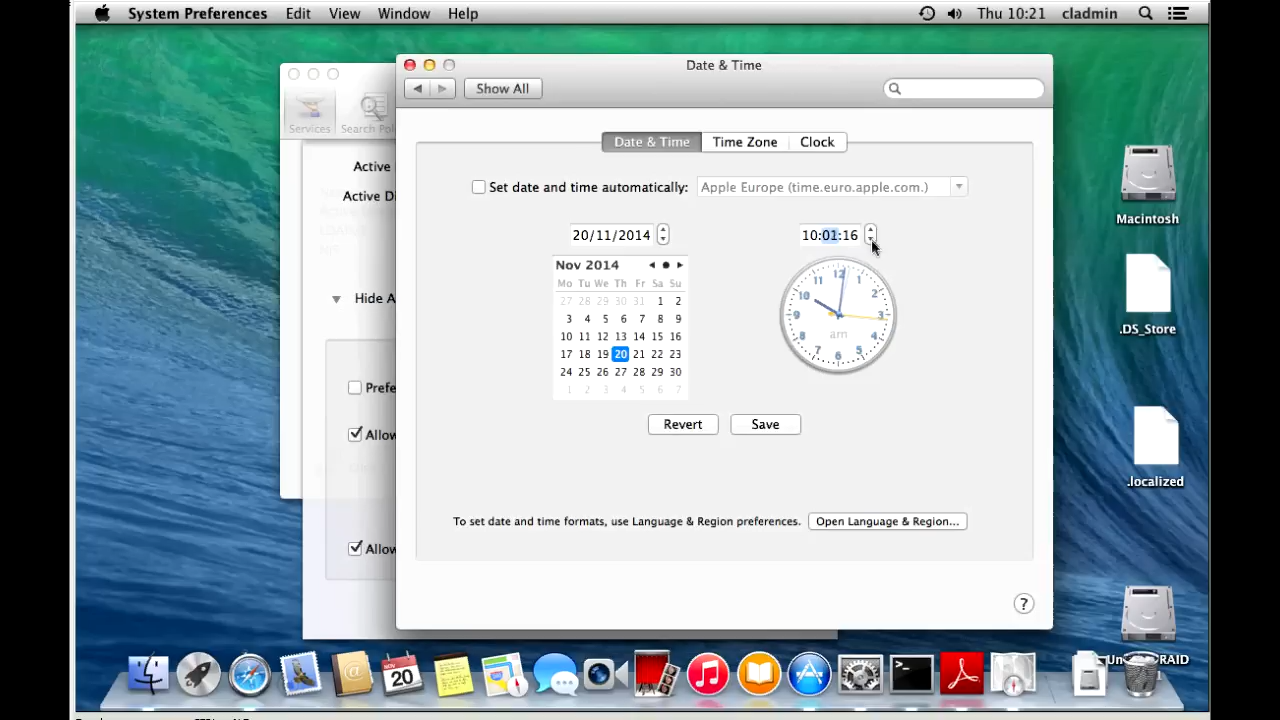 System Preferences Edit View Window Help Thu 10:21 cladmin
Date & Time
Show All
Services Search Pol
Date & Time Time Zone Clock
Active
Active Di
Set date and time automatically: Apple Europe (time.euro.apple.com.)
20/11/2014 10:01:16
Nov 2014
Mo Tu We Th Fr Sa Su
27 28 29 30 31 1 2
3 4 5 6 7 8 9
10 11 12 13 14 15 16
17 18 19 20 21 22 23
24 25 26 27 28 29 30
1 2 3 4 5 6 7
12 1 2 3 4 5 6 7 8 9 10 11
am
Hide A
Prefe
Allow
Allow
Revert Save
To set date and time formats, use Language & Region preferences. Open Language & Region...
?
Macintosh
.DS_Store
.localized
RAID
NOV
20